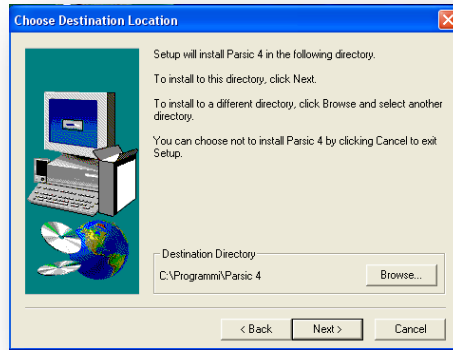 Choose Destination Location
Setup will install Parsic 4 in the following directory.
To install to this directory, click Next.
To install to a different directory, click Browse and select another
directory.
You can choose not to install Parsic 4 by clicking Cancel to exit
Setup.
Destination Directory
C:\Programmi\Parsic 4
Browse...
< Back
Next >
Cancel